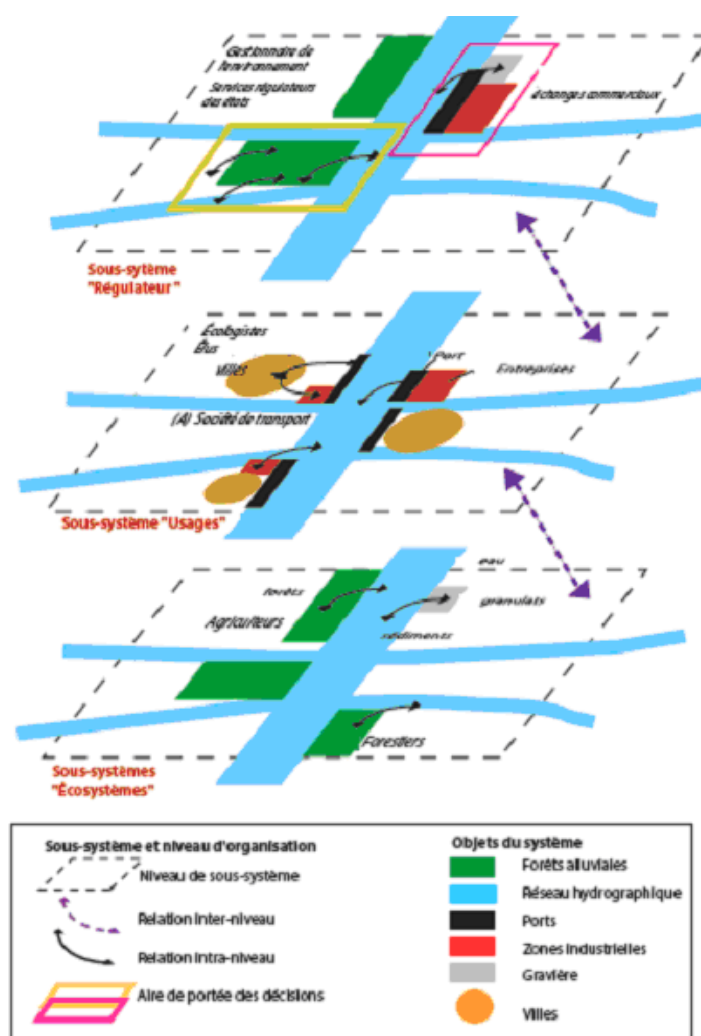 Gestionnaire de
l'environnement
Services régulateurs
des états
échanges commerciaux
Sous-sytème
"Régulateur"
Écologistes
Élus
Villes
Port
Entreprises
(A) Société de transport
Sous-système "Usages"
eau
forêts
granulats
Agriculteurs
sédiments
Forestiers
Sous-systèmes
"Écosystèmes"
Sous-système et niveau d'organisation
Niveau de sous-système
Relation inter-niveau
Relation intra-niveau
Aire de portée des décisions
Objets du système
Forêts alluviales
Réseau hydrographique
Ports
Zones industrielles
Gravière
Villes